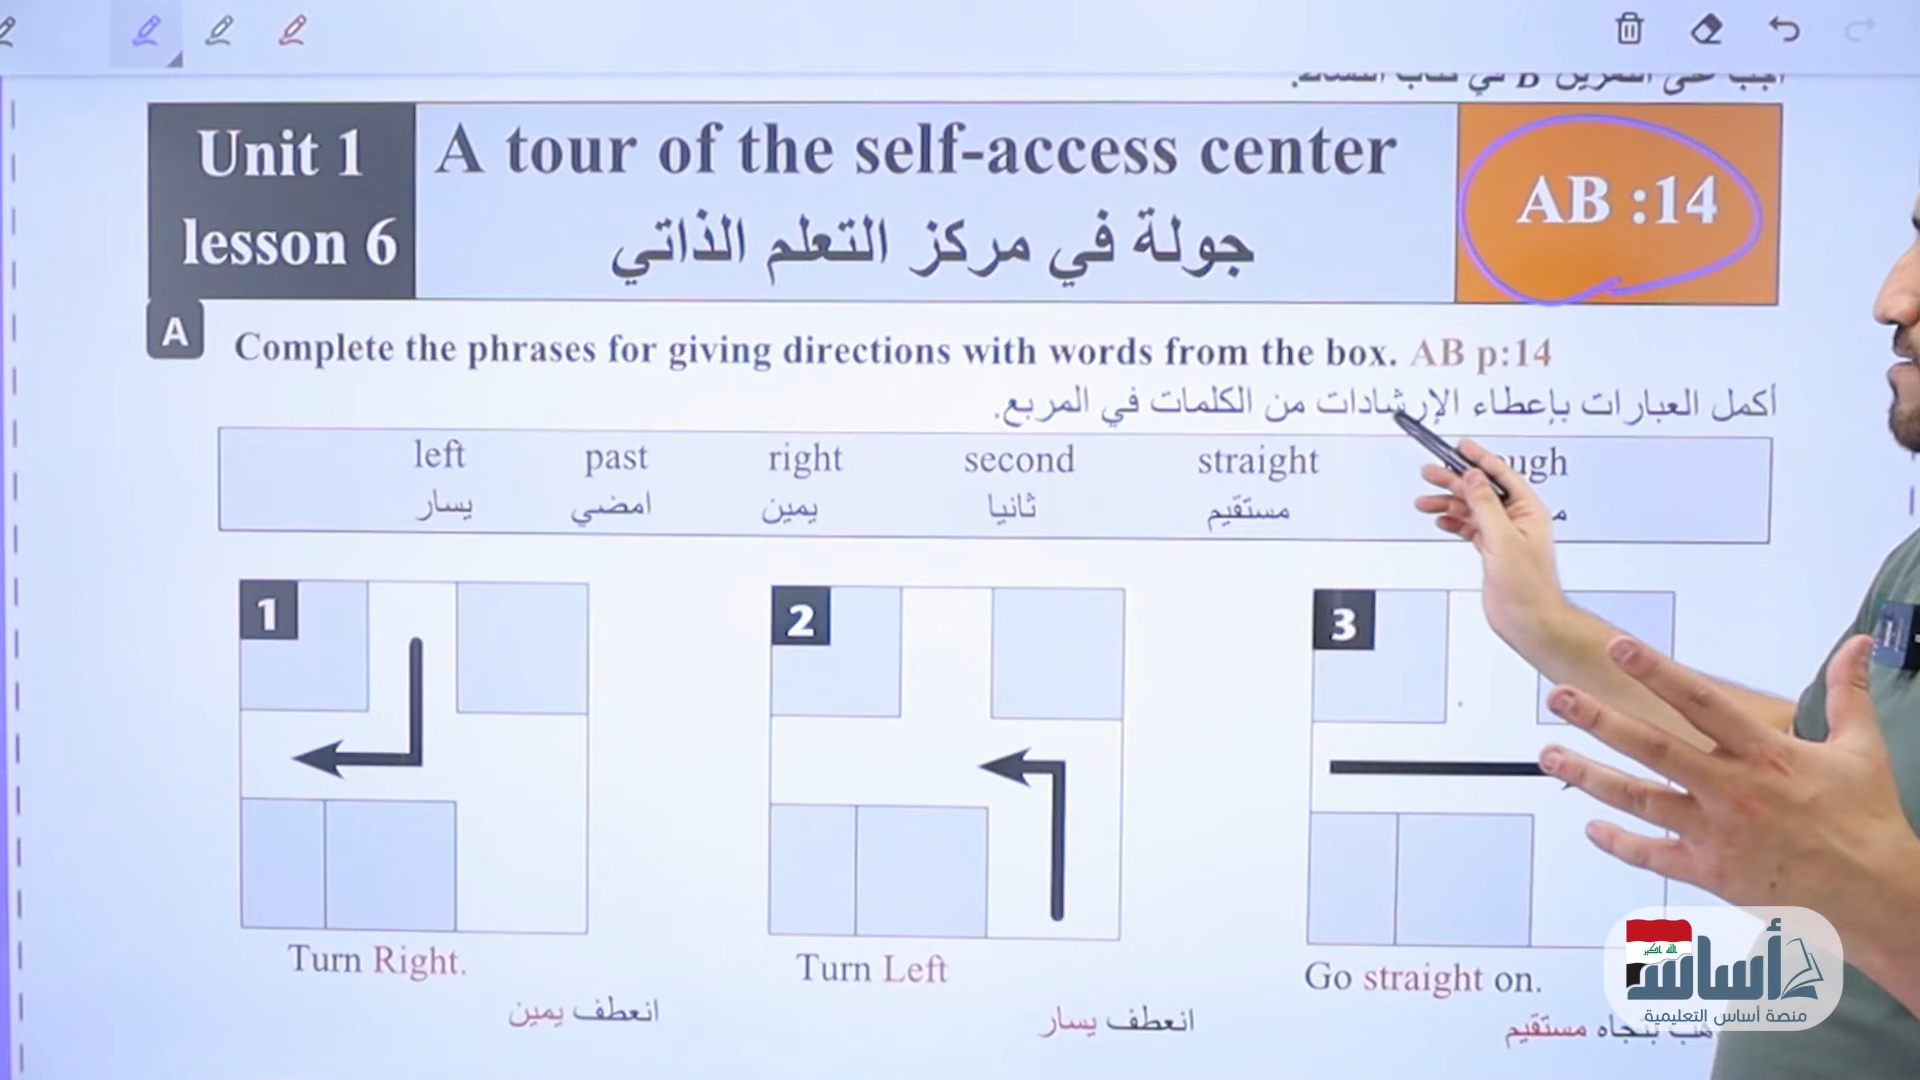 Unit 1
lesson 6
A tour of the self-access center
جولة في مركز التعلم الذاتي
AB :14
A
Complete the phrases for giving directions with words from the box. AB p:14
أكمل العبارات بإعطاء الإرشادات من الكلمات في المربع.
left past right second straight
يسار امضي يمين ثانيا مستقيم
1
2
3
Turn Right.
انعطف يمين
Turn Left
انعطف يسار
Go straight on.
بتجاه مستقيم
أساس
منصة أساس التعليمية